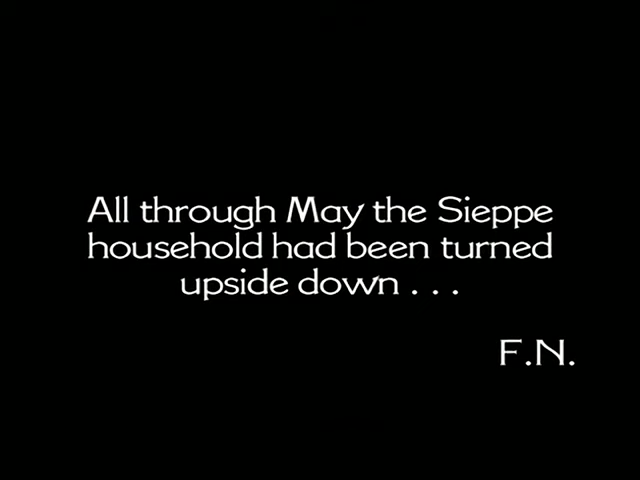 All through May the Sieppe
household had been turned
upside down . . .
F.N.